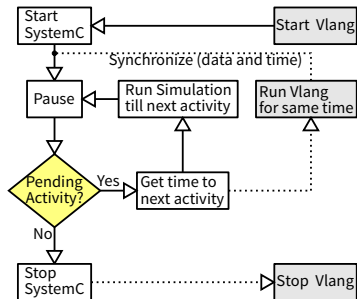 Start
SystemC
Start Vlang
Synchronize (data and time)
Pause
Run Simulation
till next activity
Run Vlang
for same time
Pending
Activity?
Yes
Get time to
next activity
No
Stop
SystemC
Stop Vlang